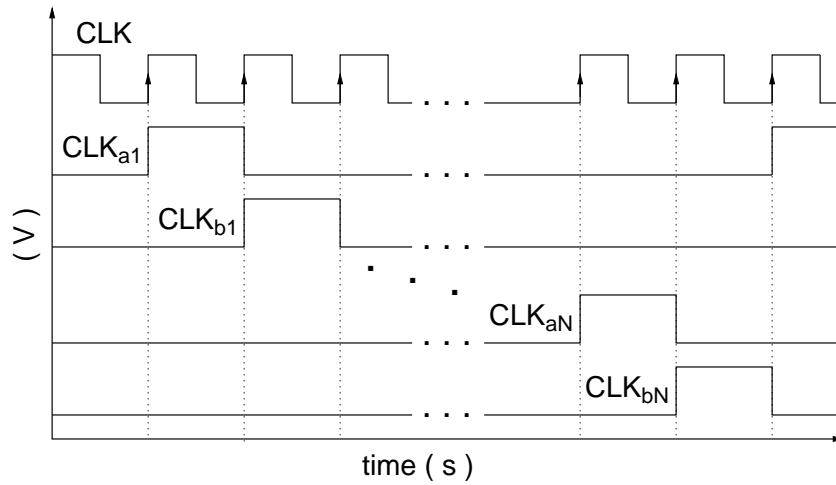 CLK
CLKa1
CLKb1
CLKaN
CLKbN
( V )
time ( s )